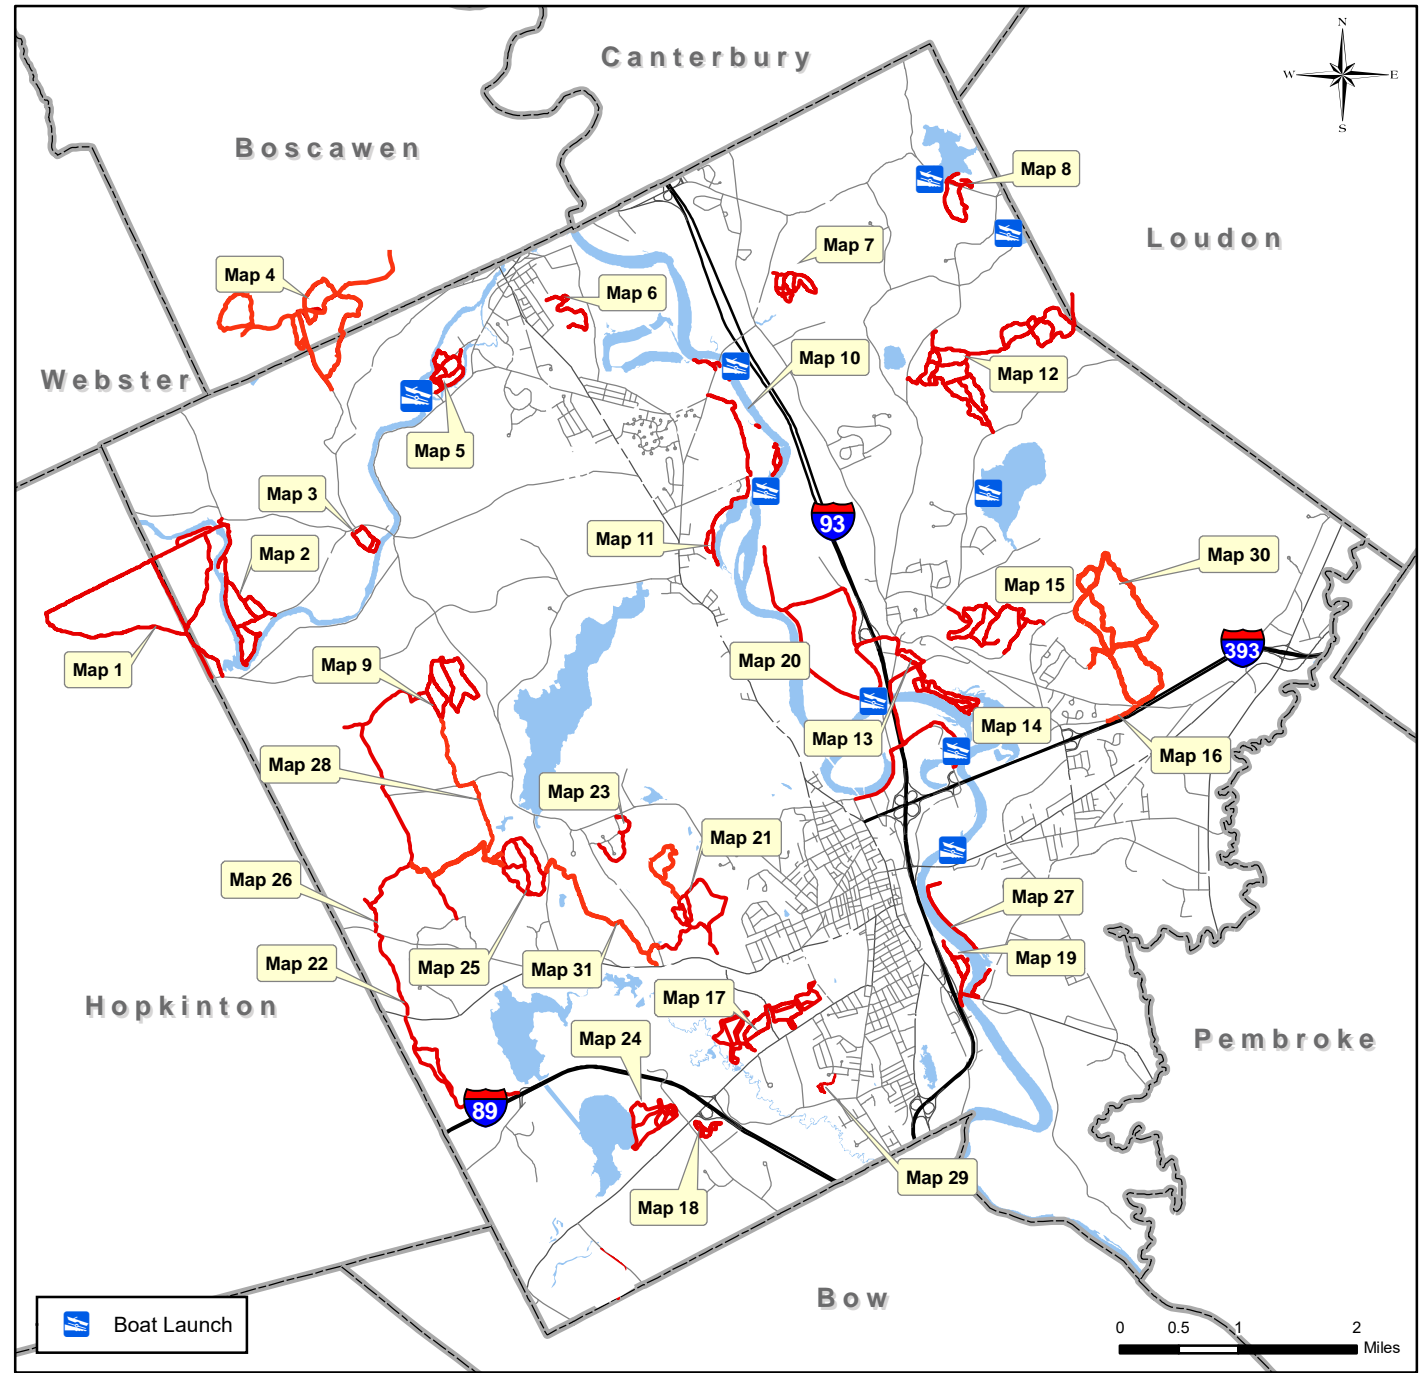 Canterbury
N
W
E
S
Boscawen
Map 8
Loudon
Map 7
Map 4
Map 6
Map 10
Webster
Map 12
Map 5
Map 3
93
Map 11
Map 2
Map 30
Map 15
393
Map 1
Map 9
Map 20
Map 14
Map 13
Map 16
Map 28
Map 23
Map 21
Map 26
Map 27
Map 19
Map 22
Map 25
Map 31
Hopkinton
Map 17
Map 24
Pembroke
89
Map 29
Map 18
Bow
Boat Launch
0 0.5 1 2
Miles